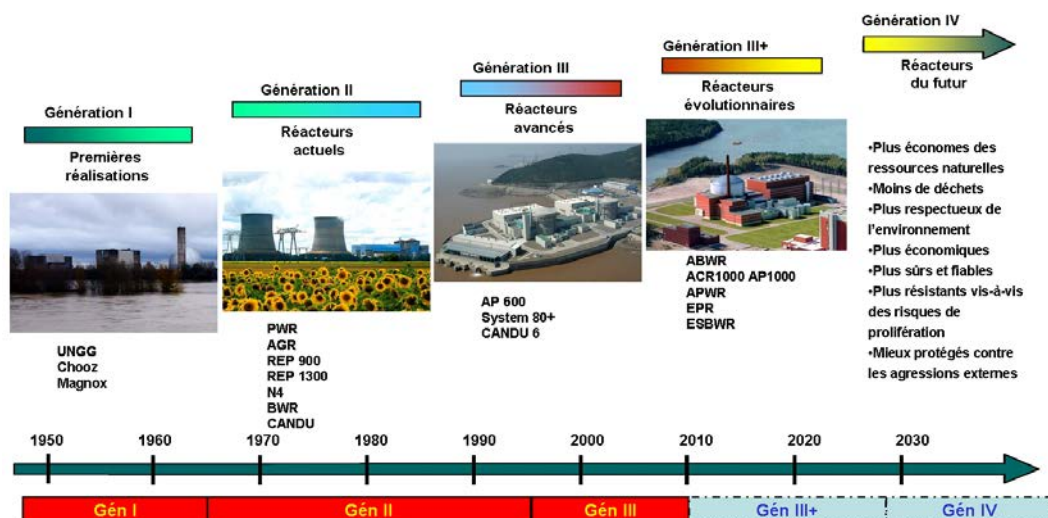 Génération I
Premières
réalisations
UNGG
Chooz
Magnox
Génération II
Réacteurs
actuels
PWR
AGR
REP 900
REP 1300
N4
BWR
CANDU
Génération III
Réacteurs
avancés
AP 600
System 80+
CANDU 6
Génération III+
Réacteurs
évolutionnaires
ABWR
ACR1000 AP1000
APWR
EPR
ESBWR
Génération IV
Réacteurs
du futur
•Plus économes des
ressources naturelles
•Moins de déchets
•Plus respectueux de
l'environnement
•Plus économiques
•Plus sûrs et fiables
•Plus résistants vis-à-vis
des risques de
prolifération
•Mieux protégés contre
les agressions externes
1950 1960 1970 1980 1990 2000 2010 2020 2030
Gén I Gén II Gén III Gén III+ Gén IV